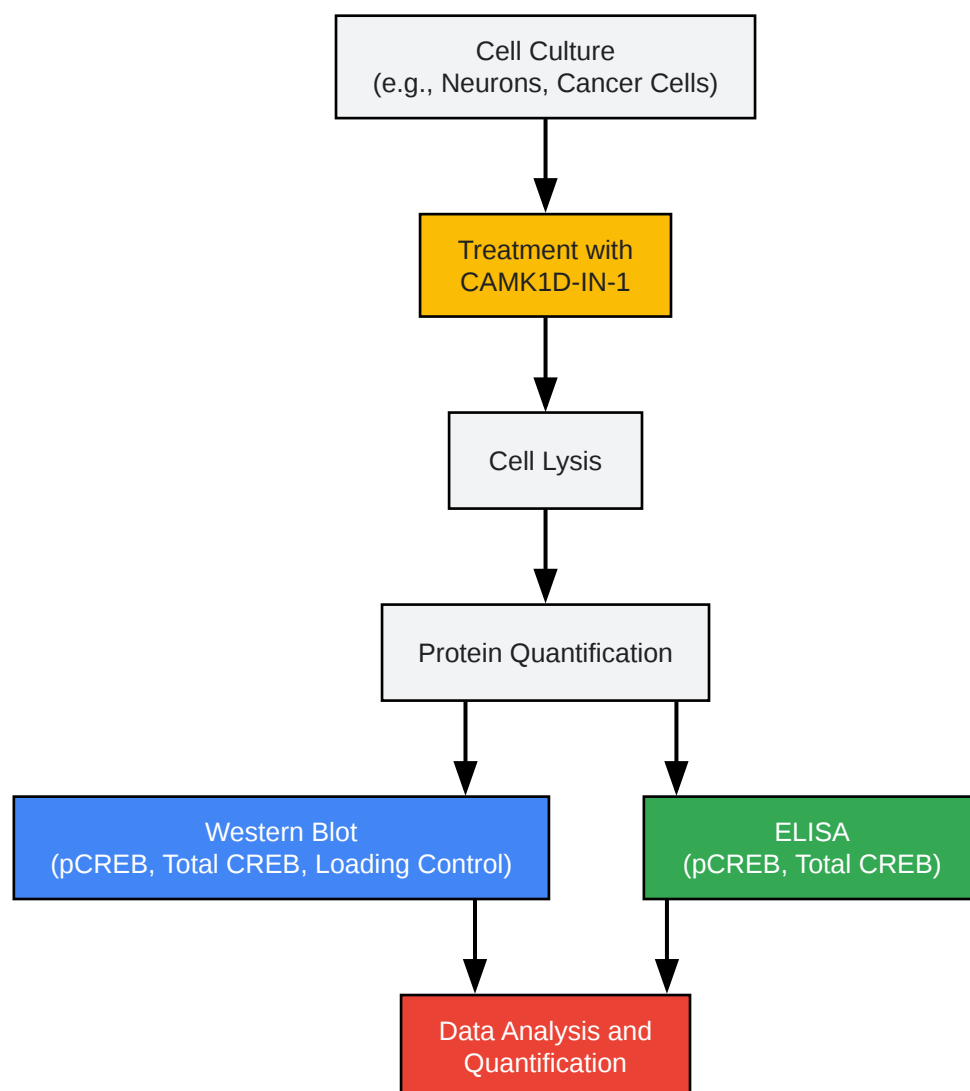 Cell Culture
(e.g., Neurons, Cancer Cells)
Treatment with
CAMK1D-IN-1
Cell Lysis
Protein Quantification
Western Blot
(pCREB, Total CREB, Loading Control)
ELISA
(pCREB, Total CREB)
Data Analysis and
Quantification